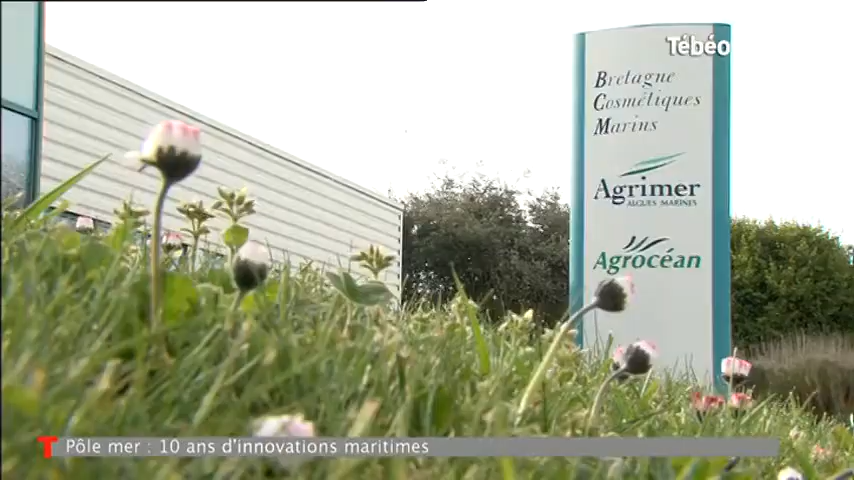 Tébéo
Bretagne
Cosmétiques
Marins
Agrimer
ALGUES MARINES
Agrocéan
T Pôle mer : 10 ans d'innovations maritimes